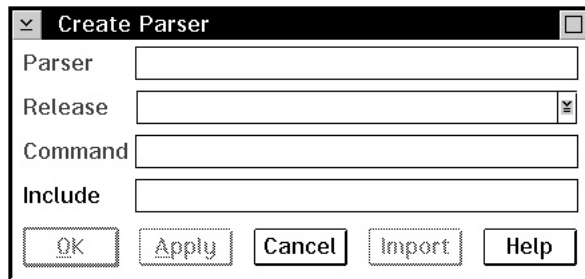 Create Parser
Parser
Release
Command
Include
OK Apply Cancel Import Help